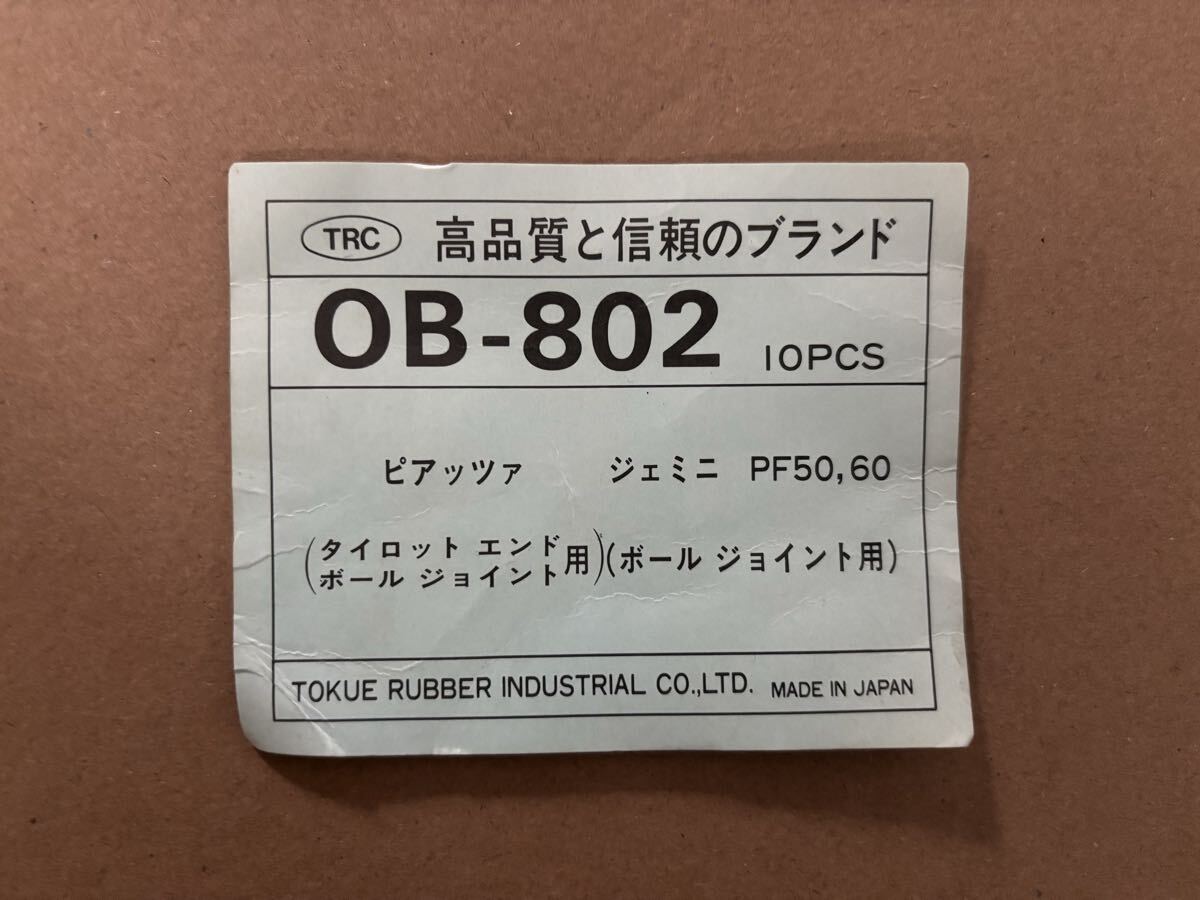 TRC 高品質と信頼のブランド
OB-802 10PCS
ピアッツァ ジェミニ PF50,60
(タイロット エンド ボール ジョイント用)(ボール ジョイント用)
TOKUE RUBBER INDUSTRIAL CO.,LTD. MADE IN JAPAN